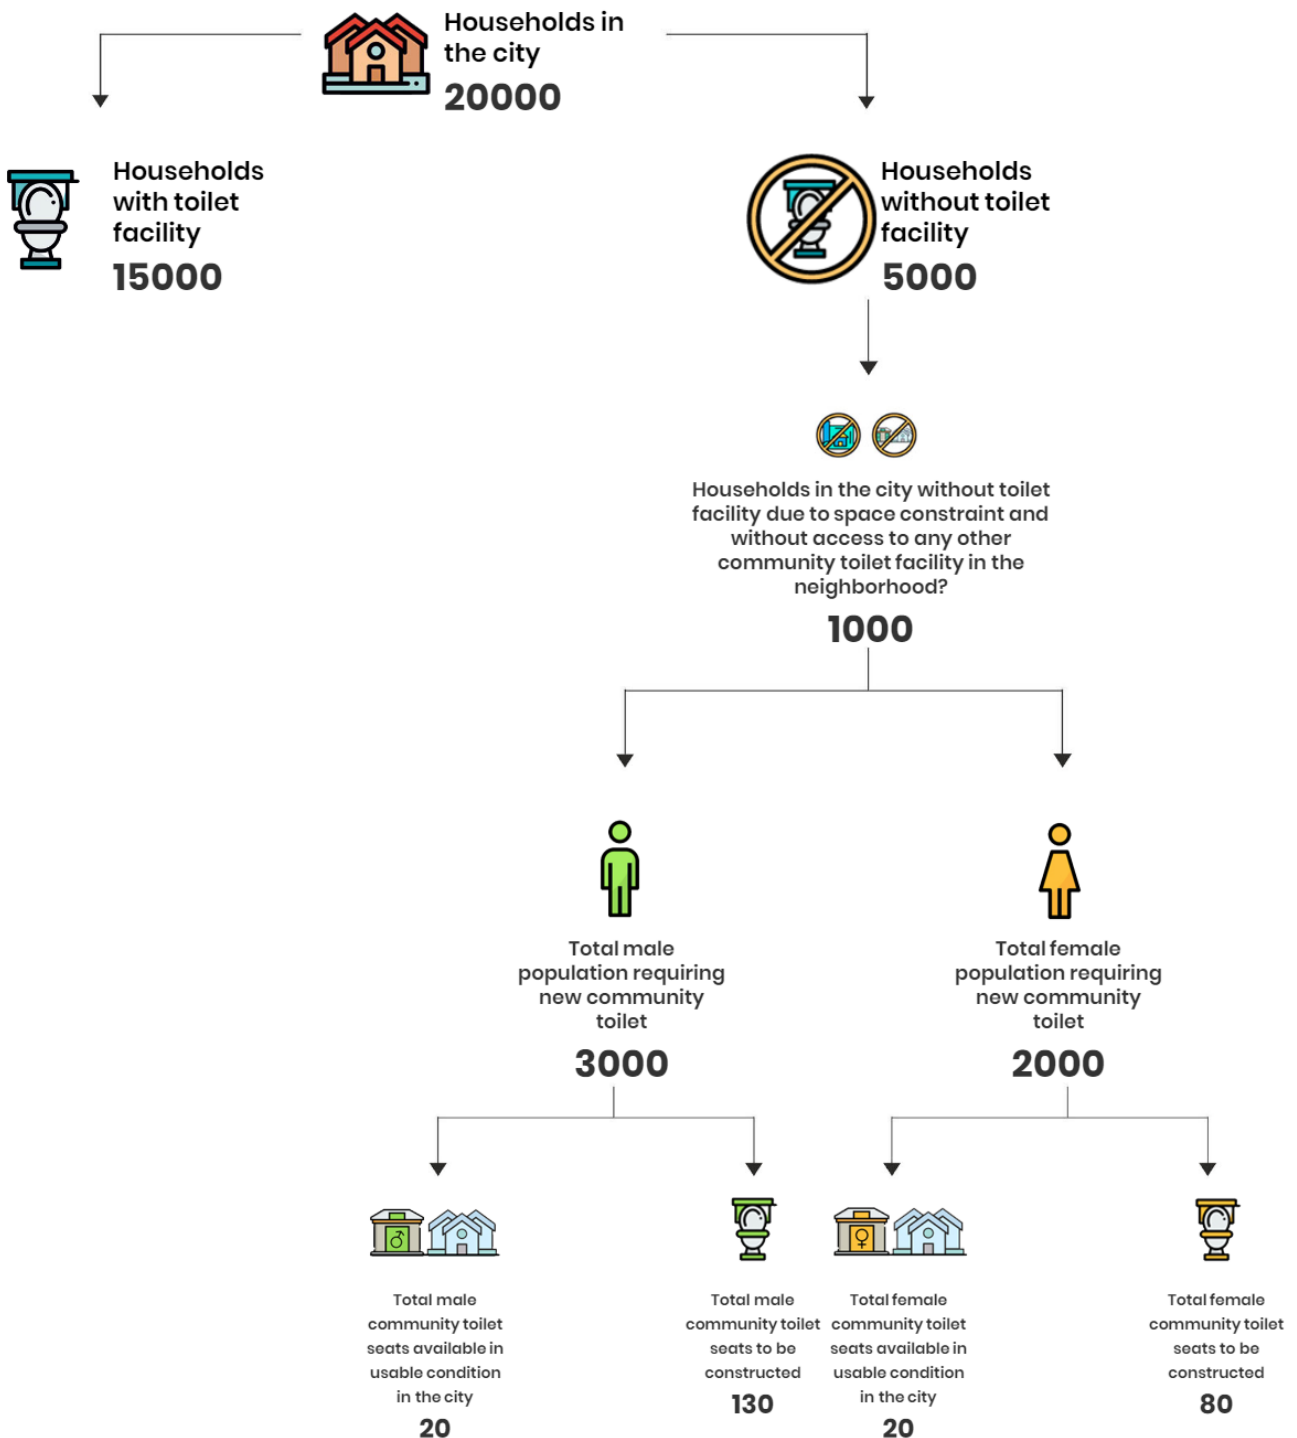 Households in
the city
20000
Households
with toilet
facility
15000
Households
without toilet
facility
5000
Households in the city without toilet
facility due to space constraint and
without access to any other
community toilet facility in the
neighborhood?
1000
Total male
population requiring
new community
toilet
3000
Total female
population requiring
new community
toilet
2000
Total male
community toilet
seats available in
usable condition
in the city
20
Total male
community toilet
seats to be
constructed
130
Total female
community toilet
seats available in
usable condition
in the city
20
Total female
community toilet
seats to be
constructed
80